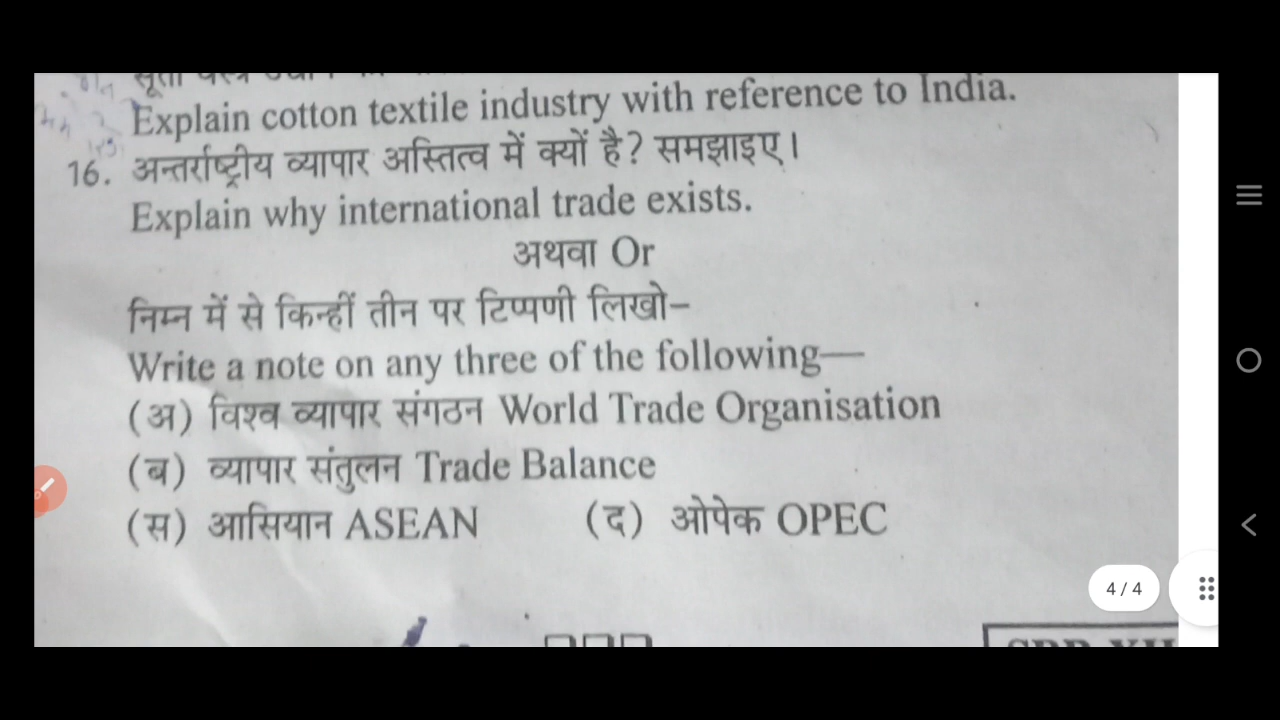 Explain cotton textile industry with reference to India.
16. अन्तर्राष्ट्रीय व्यापार अस्तित्व में क्यों है? समझाइए।
Explain why international trade exists.
अथवा Or
निम्न में से किन्हीं तीन पर टिप्पणी लिखो–
Write a note on any three of the following—
(अ) विश्व व्यापार संगठन World Trade Organisation
(ब) व्यापार संतुलन Trade Balance
(स) आसियान ASEAN (द) ओपेक OPEC
4 / 4